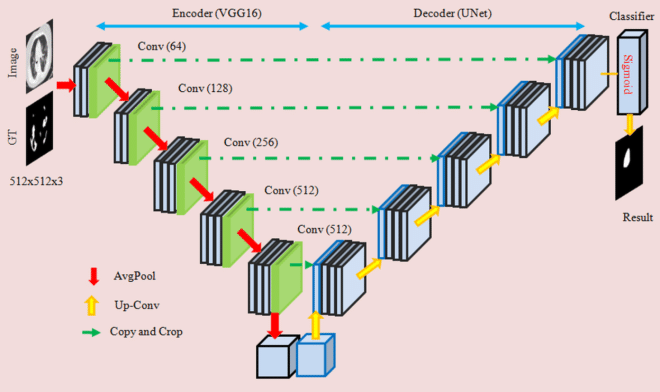 Encoder (VGG16)
Decoder (UNet)
Classifier
Image
Conv (64)
Sigmoid
Conv (128)
GT
Conv (256)
512x512x3
Conv (512)
Result
Conv (512)
AvgPool
Up-Conv
Copy and Crop